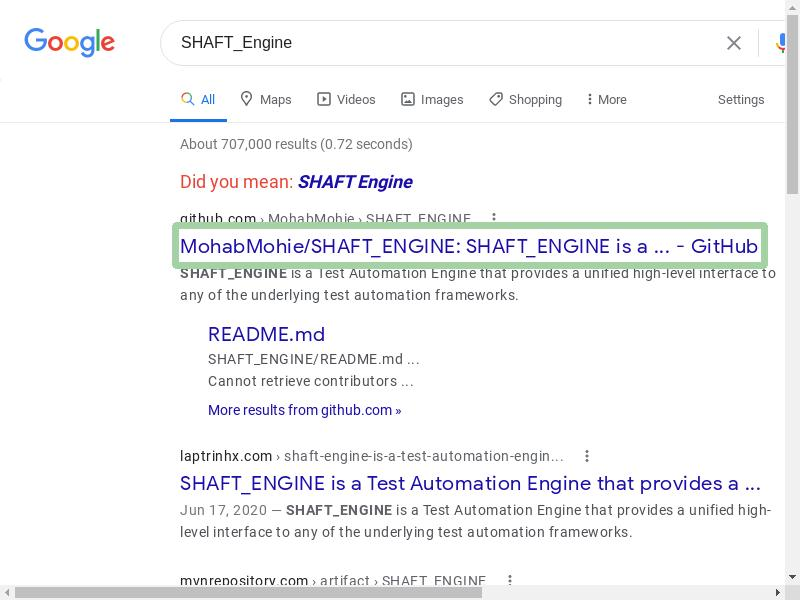 Google
SHAFT_Engine
All Maps Videos Images Shopping More Settings
About 707,000 results (0.72 seconds)
Did you mean: SHAFT Engine
github.com › MohabMohie › SHAFT_ENGINE
MohabMohie/SHAFT_ENGINE: SHAFT_ENGINE is a ... - GitHub
SHAFT_ENGINE is a Test Automation Engine that provides a unified high-level interface to
any of the underlying test automation frameworks.
README.md
SHAFT_ENGINE/README.md ...
Cannot retrieve contributors ...
More results from github.com »
laptrinhx.com › shaft-engine-is-a-test-automation-engin...
SHAFT_ENGINE is a Test Automation Engine that provides a ...
Jun 17, 2020 — SHAFT_ENGINE is a Test Automation Engine that provides a unified high-
level interface to any of the underlying test automation frameworks.
mvnrepository.com › artifact › SHAFT_ENGINE